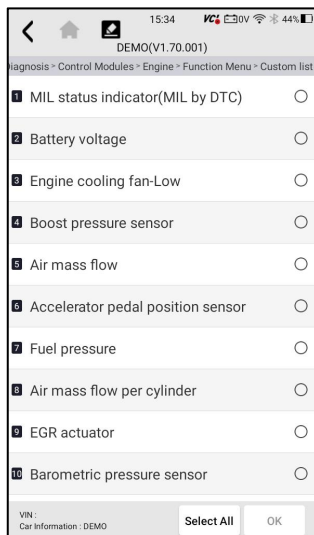 15:34 VC 0V 44%
DEMO(V1.70.001)
iagnosis > Control Modules > Engine > Function Menu > Custom list
1 MIL status indicator(MIL by DTC)
2 Battery voltage
3 Engine cooling fan-Low
4 Boost pressure sensor
5 Air mass flow
6 Accelerator pedal position sensor
7 Fuel pressure
8 Air mass flow per cylinder
9 EGR actuator
10 Barometric pressure sensor
VIN :
Car Information : DEMO
Select All
OK